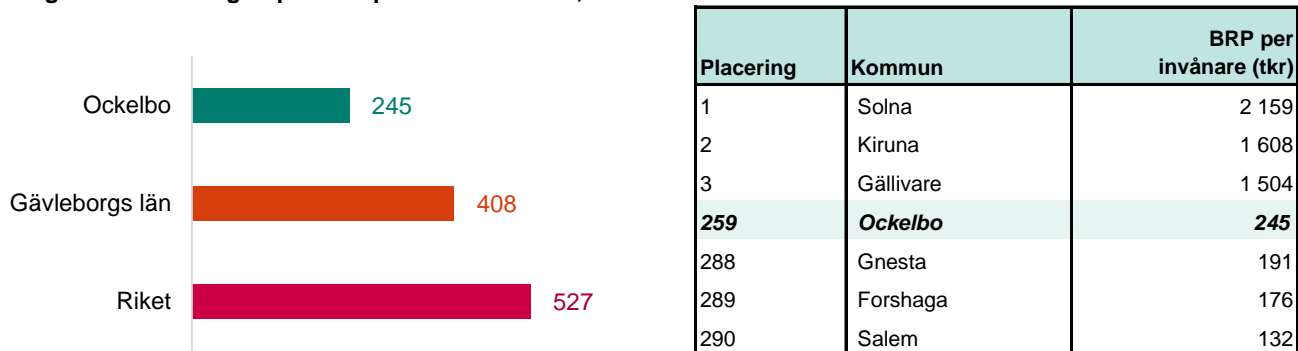 Ockelbo 245
Gävleborgs län 408
Riket 527
Placering Kommun BRP per invånare (tkr)
1 Solna 2 159
2 Kiruna 1 608
3 Gällivare 1 504
259 Ockelbo 245
288 Gnesta 191
289 Forshaga 176
290 Salem 132